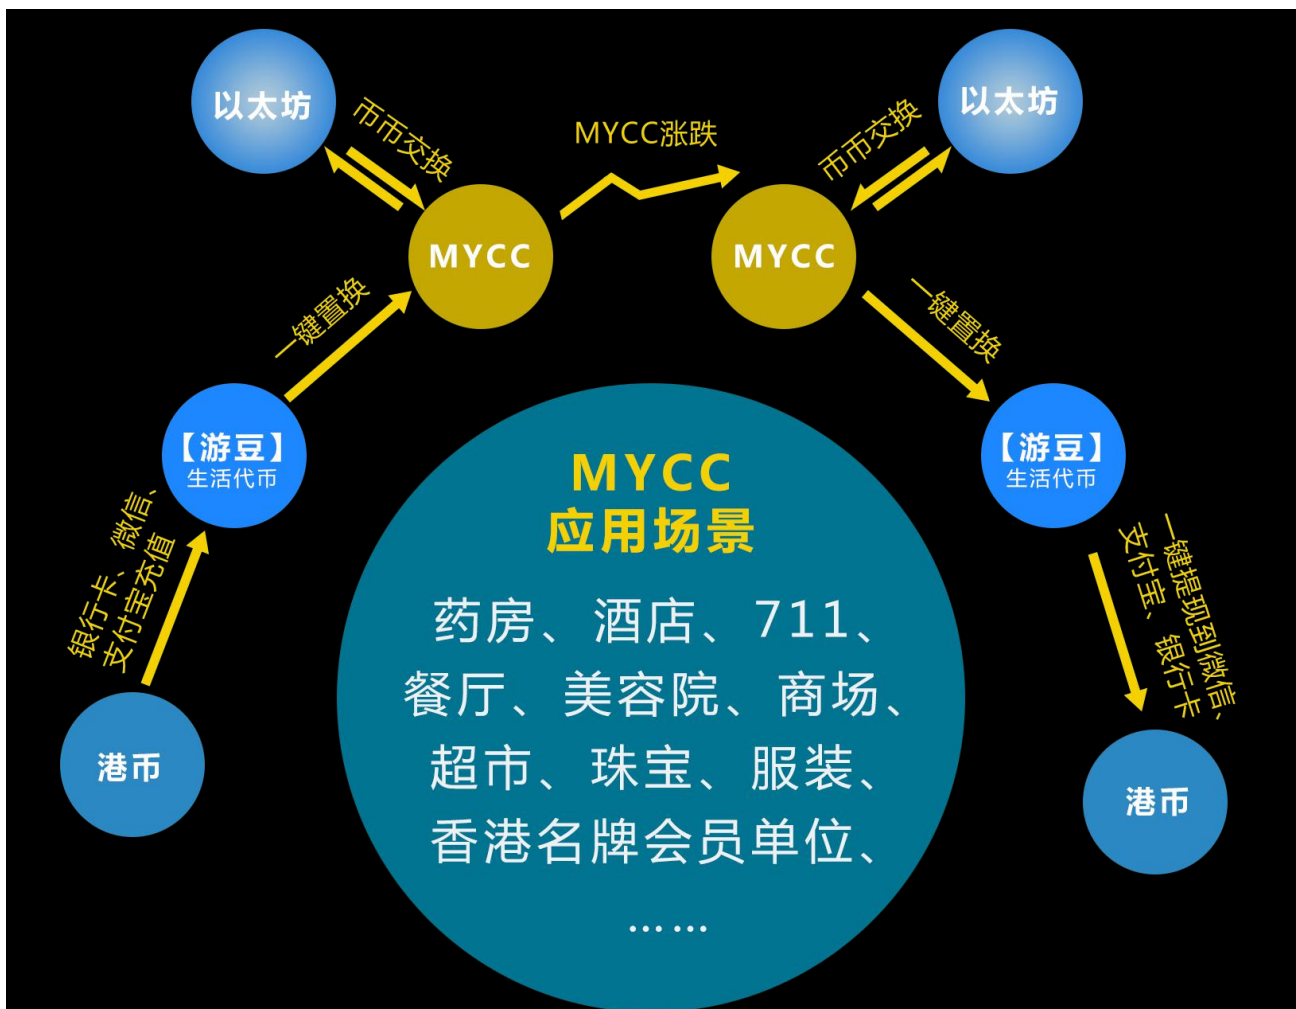 以太坊
币币交换
MYCC涨跌
币币交换
以太坊
MYCC
MYCC
一键置换
一键置换
【游豆】
生活代币
【游豆】
生活代币
银行卡、微信、
支付宝充值
一键提现到微信、
支付宝、银行卡
港币
港币
MYCC
应用场景
药房、酒店、711、
餐厅、美容院、商场、
超市、珠宝、服装、
香港名牌会员单位、
……